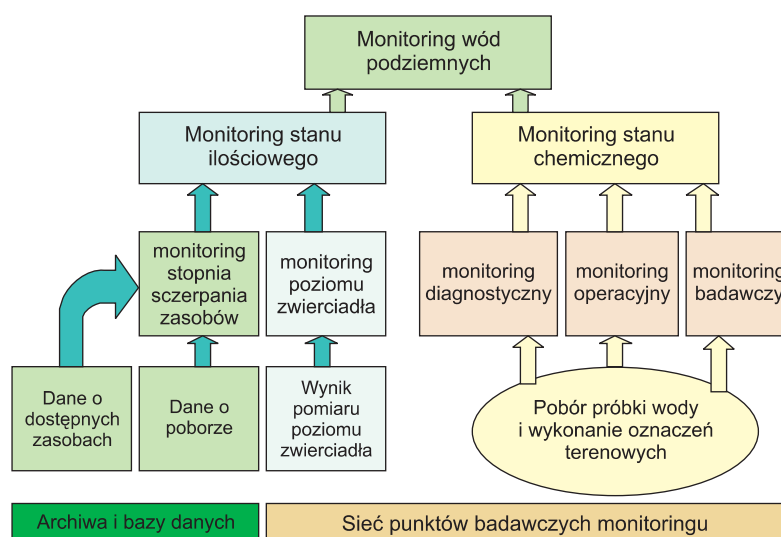 Monitoring wód
podziemnych
Monitoring stanu
ilościowego
Monitoring stanu
chemicznego
monitoring
stopnia
sczerpania
zasobów
monitoring
poziomu
zwierciadła
monitoring
diagnostyczny
monitoring
operacyjny
monitoring
badawczy
Dane o
dostępnych
zasobach
Dane o
poborze
Wynik
pomiaru
poziomu
zwierciadła
Pobór próbki wody
i wykonanie oznaczeń
terenowych
Archiwa i bazy danych
Sieć punktów badawczych monitoringu